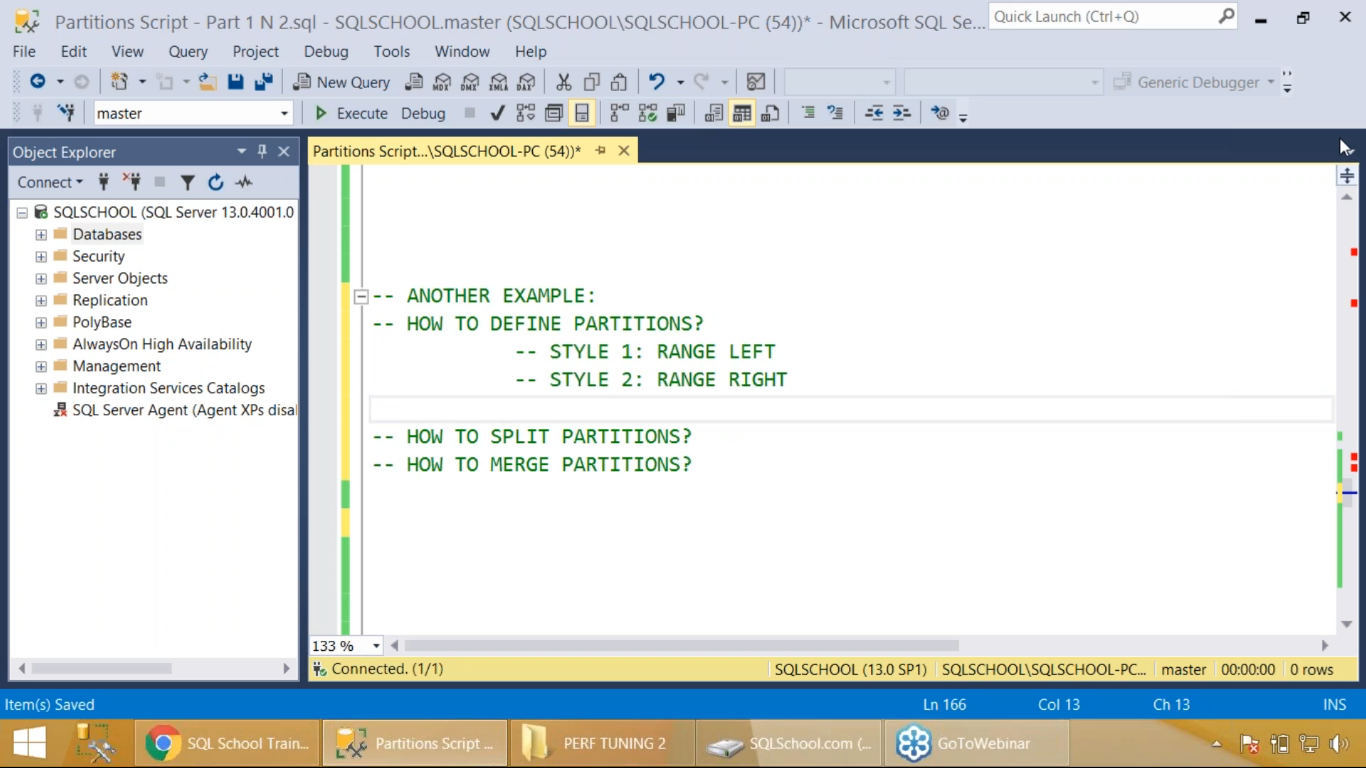 Partitions Script - Part 1 N 2.sql - SQLSCHOOL.master (SQLSCHOOL\SQLSCHOOL-PC (54))* - Microsoft SQL Se...
Quick Launch (Ctrl+Q)
File Edit View Query Project Debug Tools Window Help
New Query MDX DMX XMLA DAX Generic Debugger
master Execute Debug
Object Explorer
Partitions Script...\SQLSCHOOL-PC (54))*
Connect
SQLSCHOOL (SQL Server 13.0.4001.0
Databases
Security
Server Objects
Replication
PolyBase
AlwaysOn High Availability
Management
Integration Services Catalogs
SQL Server Agent (Agent XPs disal
-- ANOTHER EXAMPLE:
-- HOW TO DEFINE PARTITIONS?
-- STYLE 1: RANGE LEFT
-- STYLE 2: RANGE RIGHT
-- HOW TO SPLIT PARTITIONS?
-- HOW TO MERGE PARTITIONS?
133 %
Connected. (1/1) SQLSCHOOL (13.0 SP1) SQLSCHOOL\SQLSCHOOL-PC... master 00:00:00 0 rows
Item(s) Saved Ln 166 Col 13 Ch 13 INS
SQL School Train... Partitions Script ... PERF TUNING 2 SQLSchool.com (... GoToWebinar